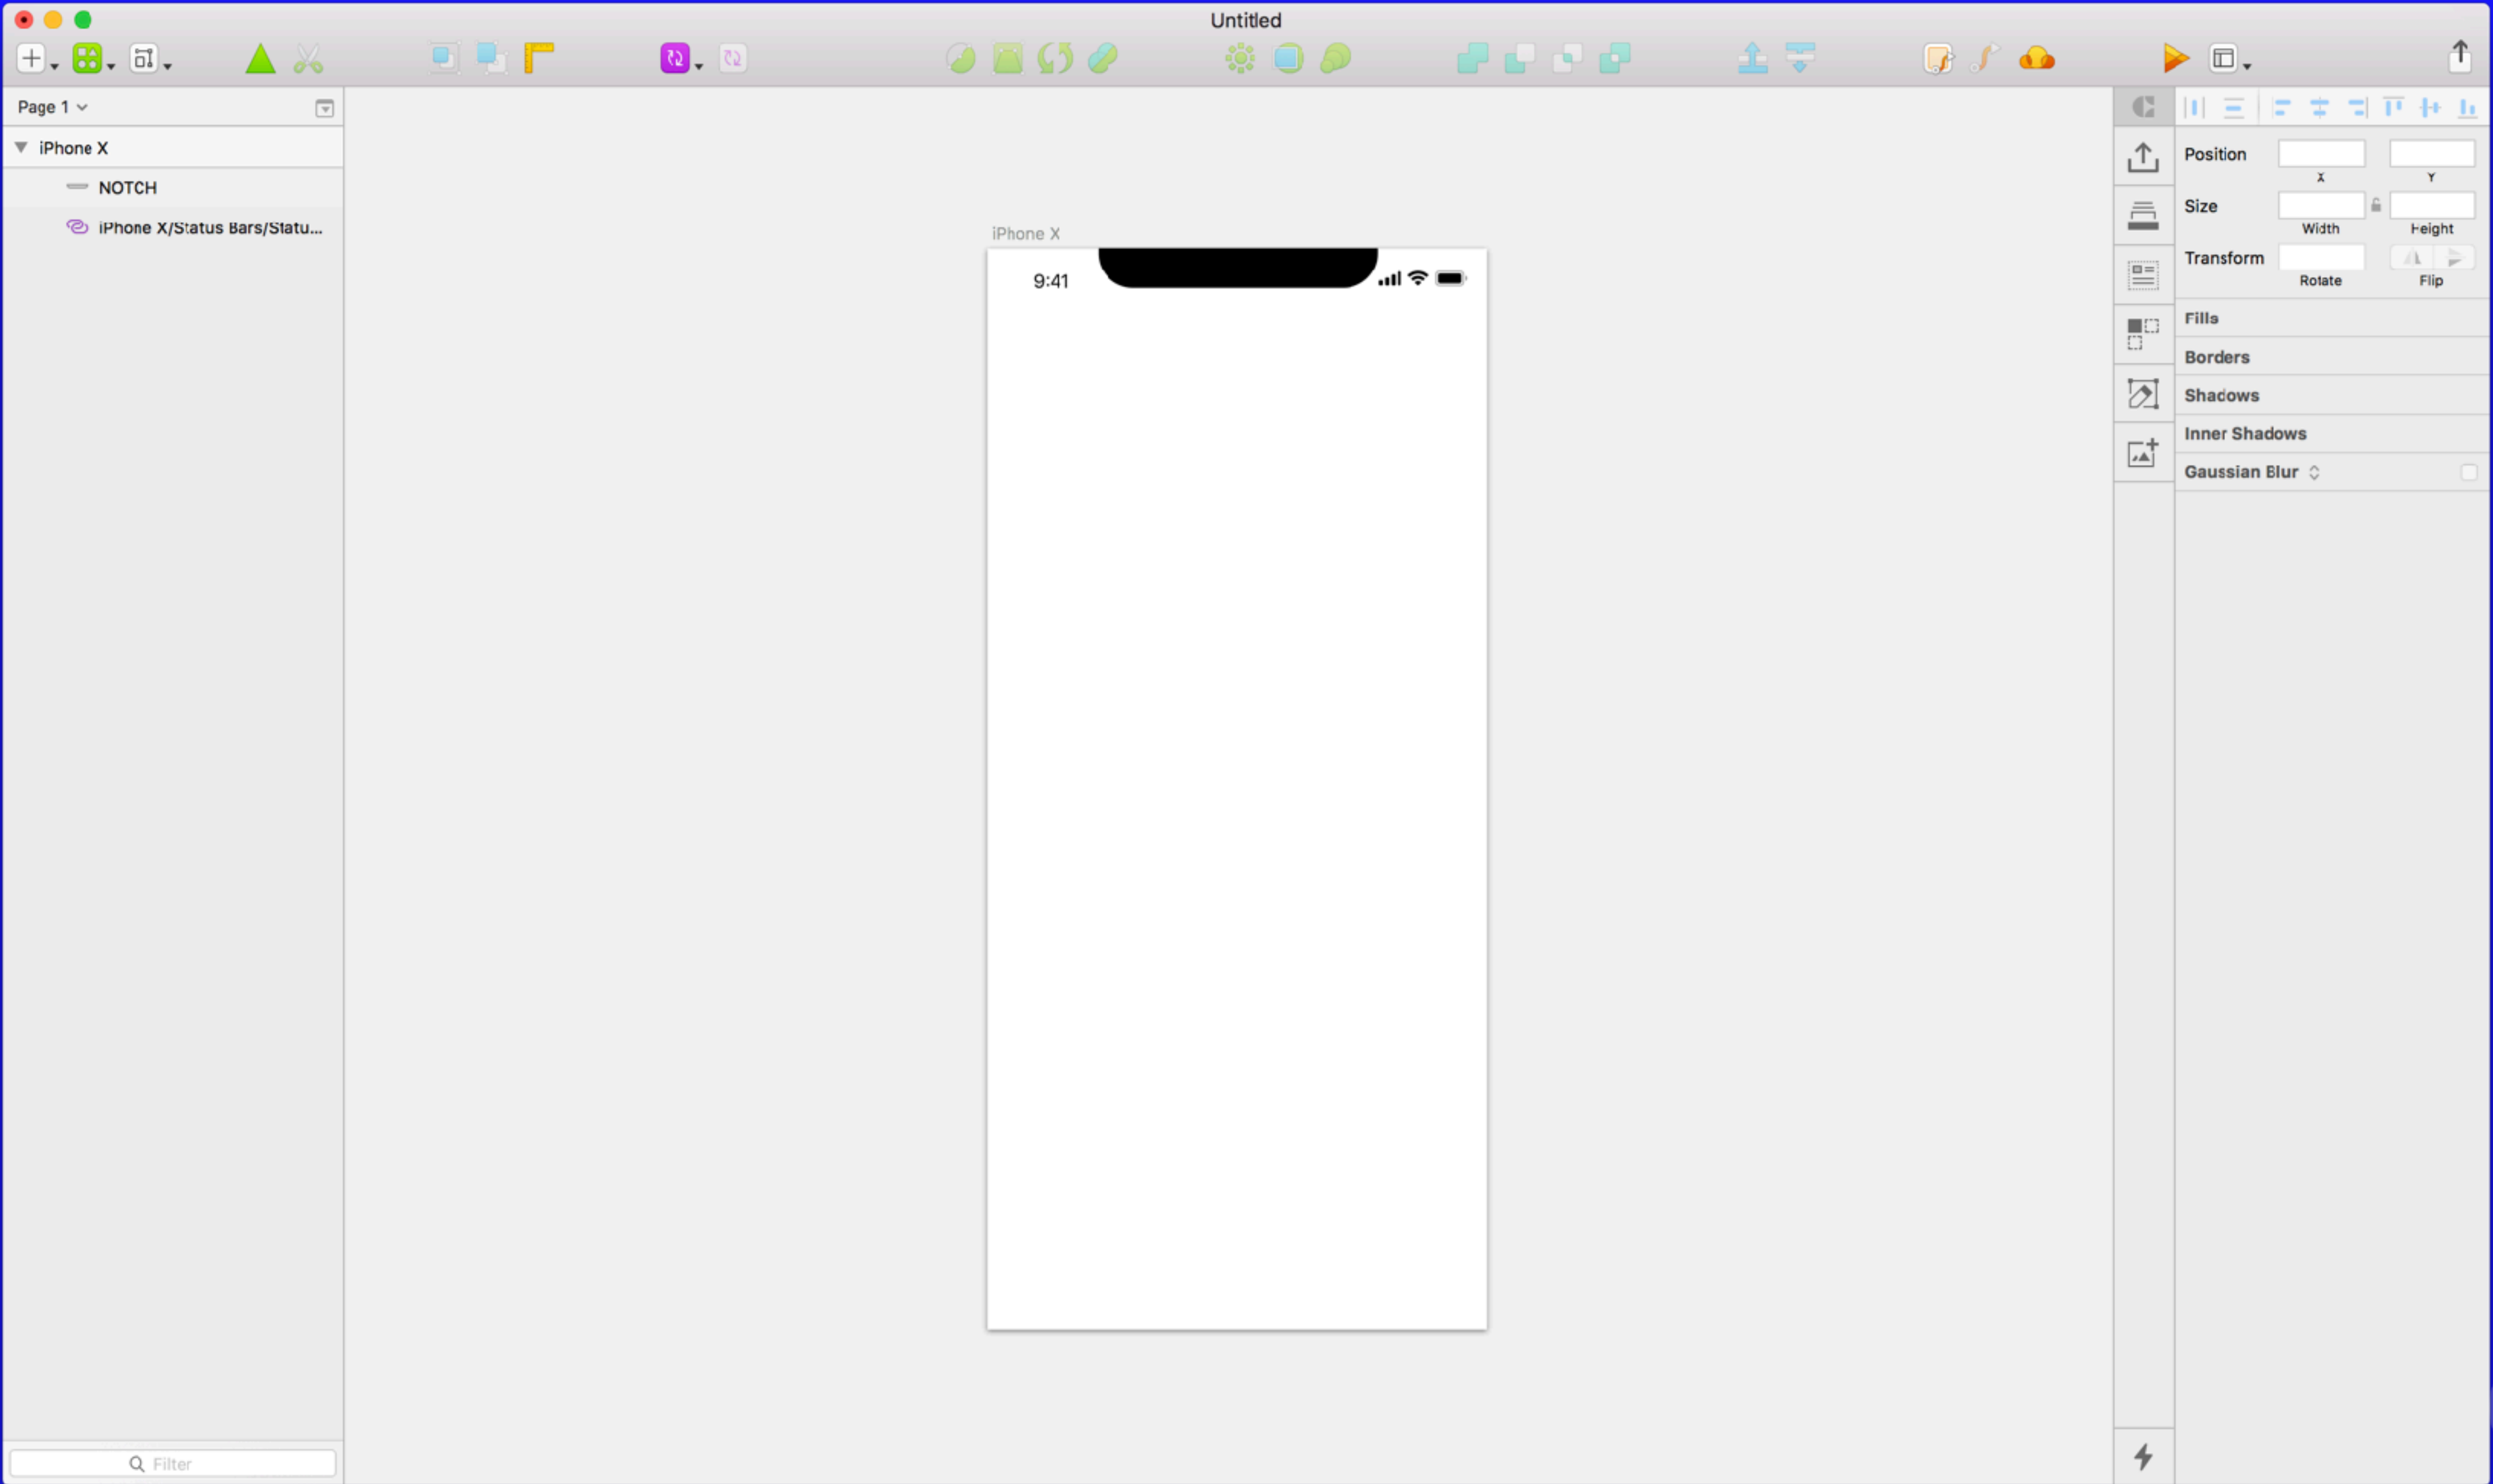 Untitled
Page 1
iPhone X
NOTCH
iPhone X/Status Bars/Statu...
Filter
iPhone X
9:41
Position
X
Y
Size
Width
Height
Transform
Rotate
Flip
Fills
Borders
Shadows
Inner Shadows
Gaussian Blur